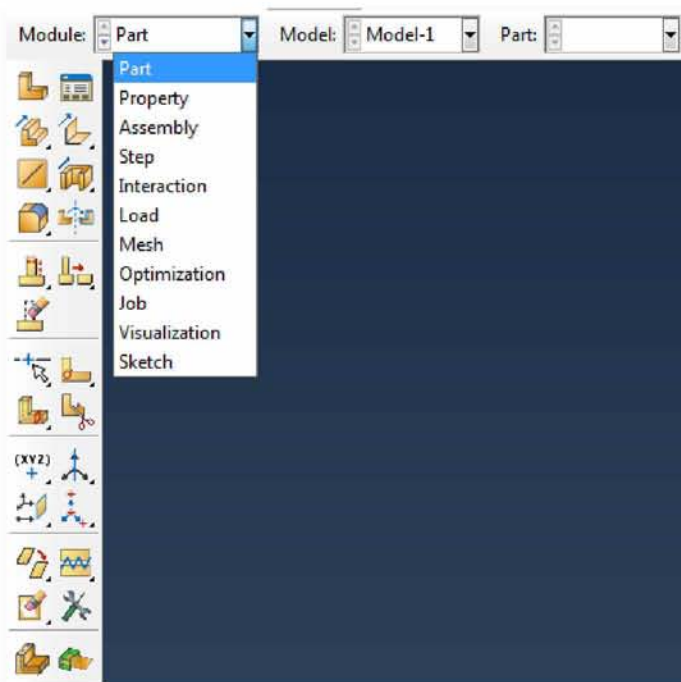 Module: Part Model: Model-1 Part:
Part
Property
Assembly
Step
Interaction
Load
Mesh
Optimization
Job
Visualization
Sketch
(XYZ)